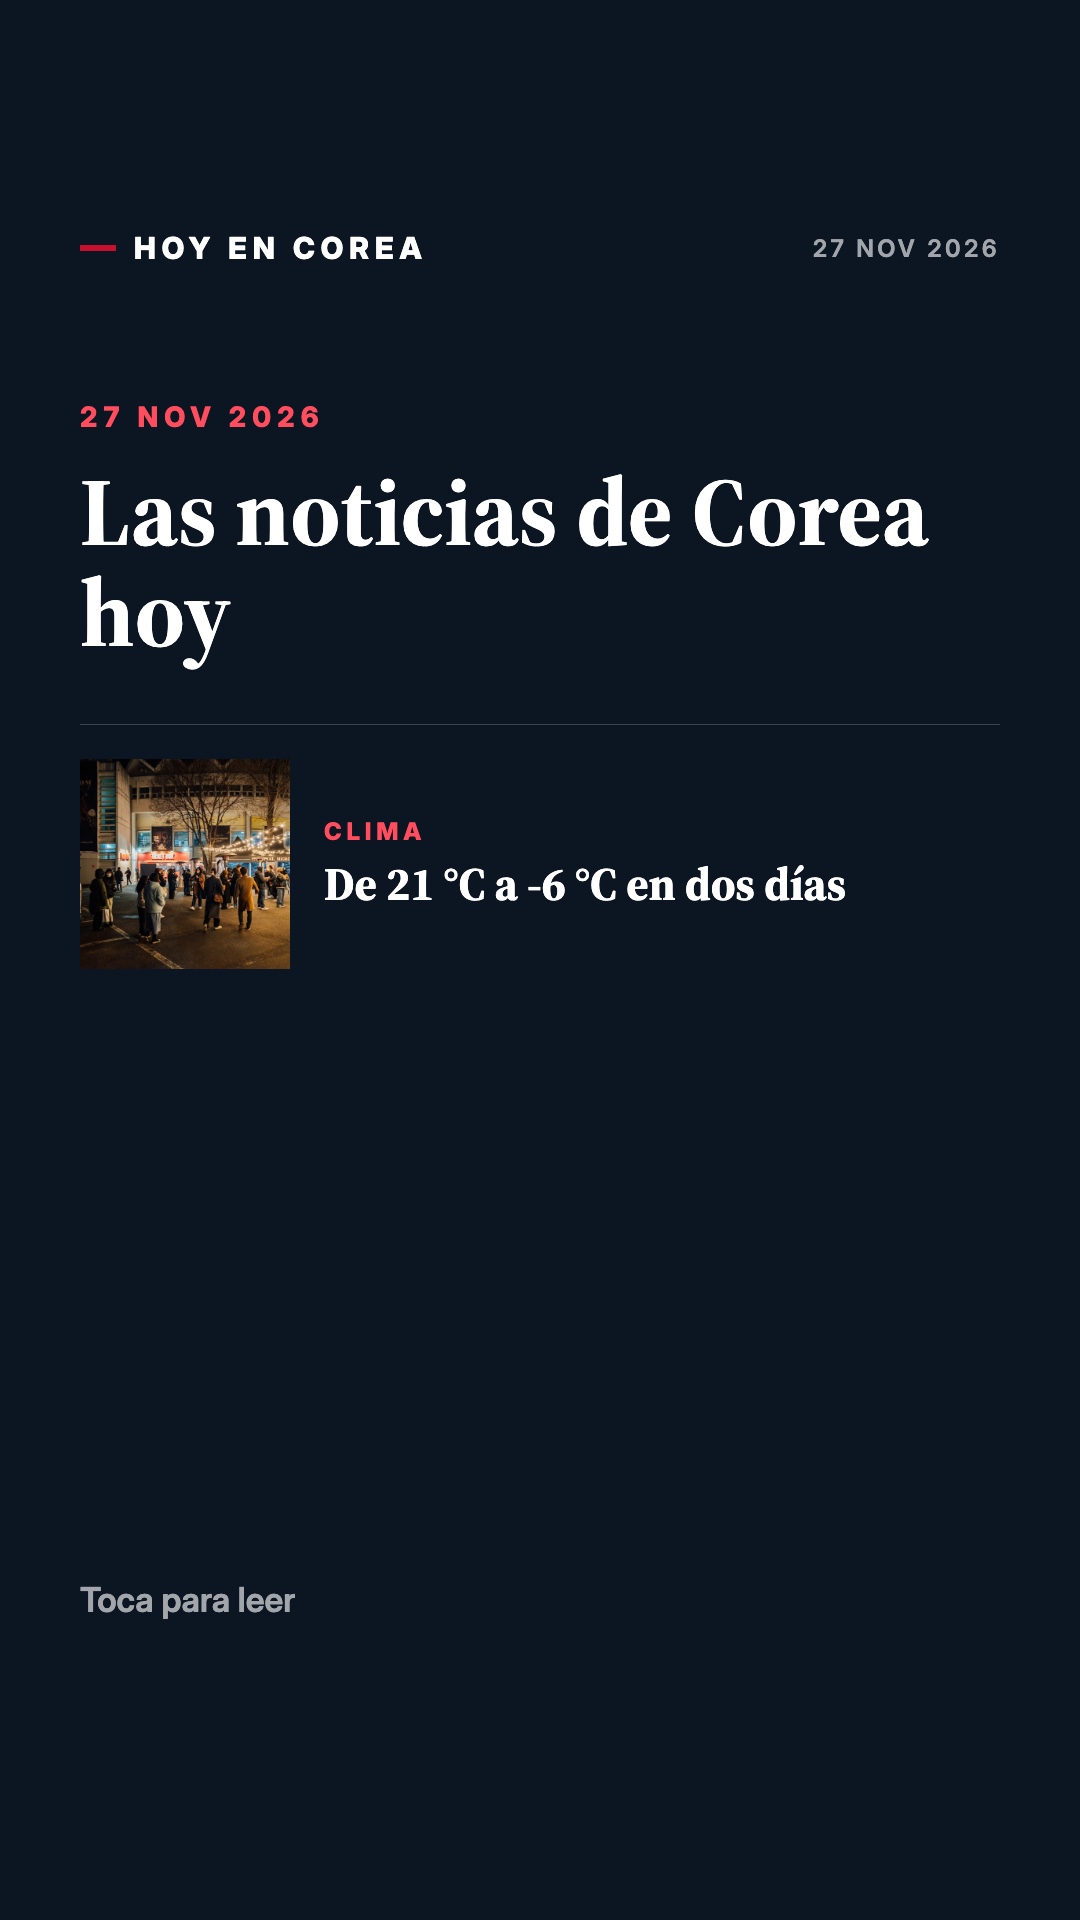 HOY EN COREA
27 NOV 2026
27 NOV 2026
Las noticias de Corea
hoy
CLIMA
De 21 °C a -6 °C en dos días
Toca para leer